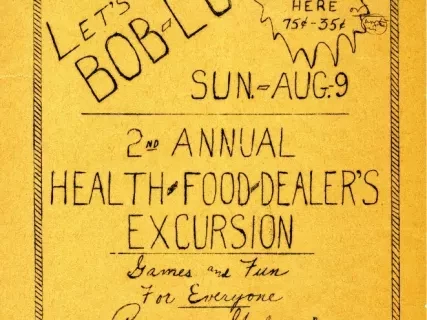 LET'S
BOB-LO
HERE
75¢-35¢
SUN.-AUG-9
2ND ANNUAL
HEALTH-FOOD-DEALER'S
EXCURSION
Games and Fun
For Everyone